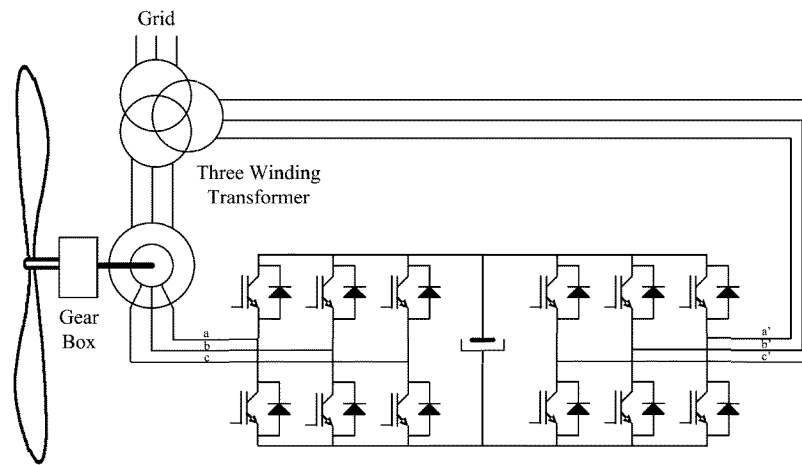 Grid
Three Winding
Transformer
Gear
Box
a
b
c
a'
b'
c'